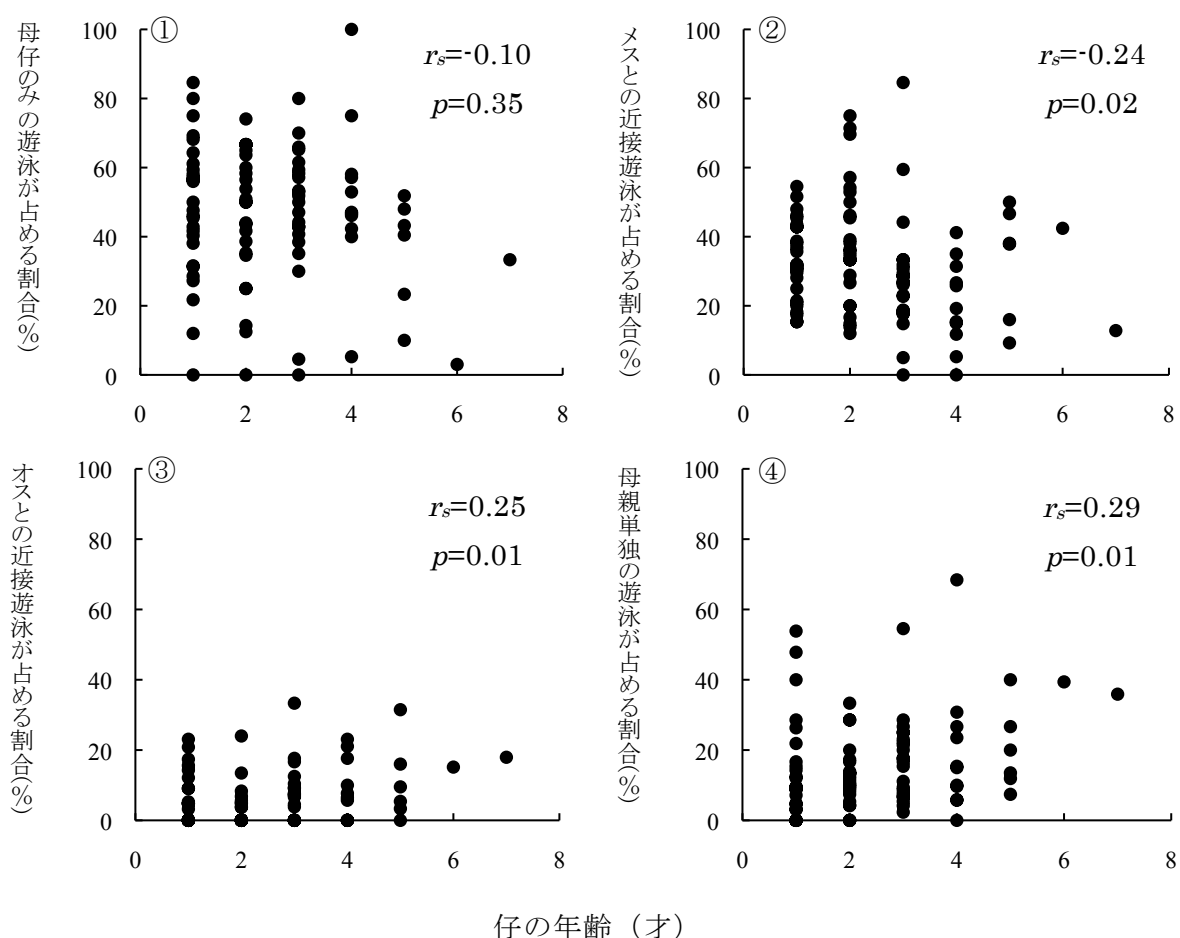 母仔のみの遊泳が占める割合(%)
①
rs=-0.10
p=0.35
100
80
60
40
20
0
0 2 4 6 8
メスとの近接遊泳が占める割合(%)
②
rs=-0.24
p=0.02
100
80
60
40
20
0
0 2 4 6 8
オスとの近接遊泳が占める割合(%)
③
rs=0.25
p=0.01
100
80
60
40
20
0
0 2 4 6 8
母親単独の遊泳が占める割合(%)
④
rs=0.29
p=0.01
100
80
60
40
20
0
0 2 4 6 8
仔の年齢（才）